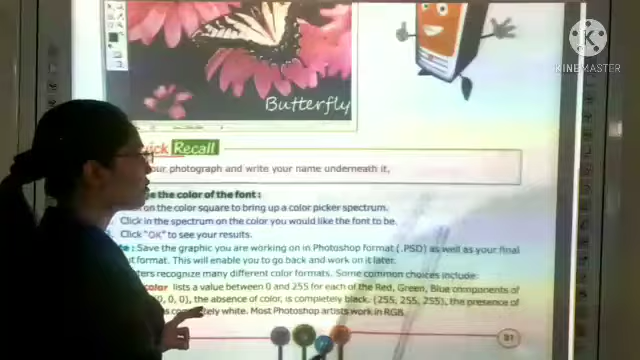 KINEMASTER
Butterfly
Recall
our photograph and write your name underneath it.
the color of the font :
on the color square to bring up a color picker spectrum.
Click in the spectrum on the color you would like the font to be.
Click "OK" to see your results.
Save the graphic you are working on in Photoshop format (.PSD) as well as your final
format. This will enable you to go back and work on it later.
recognize many different color formats. Some common choices include:
color lists a value between 0 and 255 for each of the Red, Green, Blue components of
0, 0], the absence of color, is completely black. (255, 255, 255), the presence of
white. Most Photoshop artists work in RGB.
91